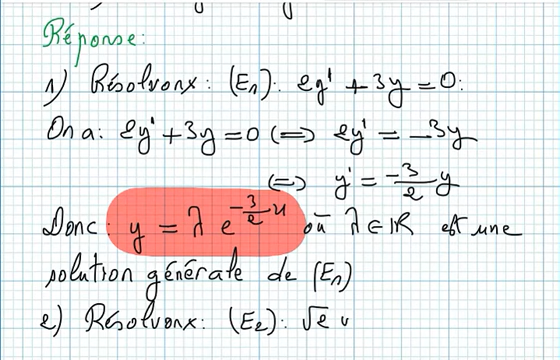 Réponse:
1) Résolvons: (E₁): 2y' + 3y = 0.
On a: 2y' + 3y = 0 <=> 2y' = -3y
<=> y' = -3/2 y
Donc: y = λ e^(-3/2 x) où λ ∈ ℝ est une
solution générale de (E₁)
2) Résolvons: (E₂): √2